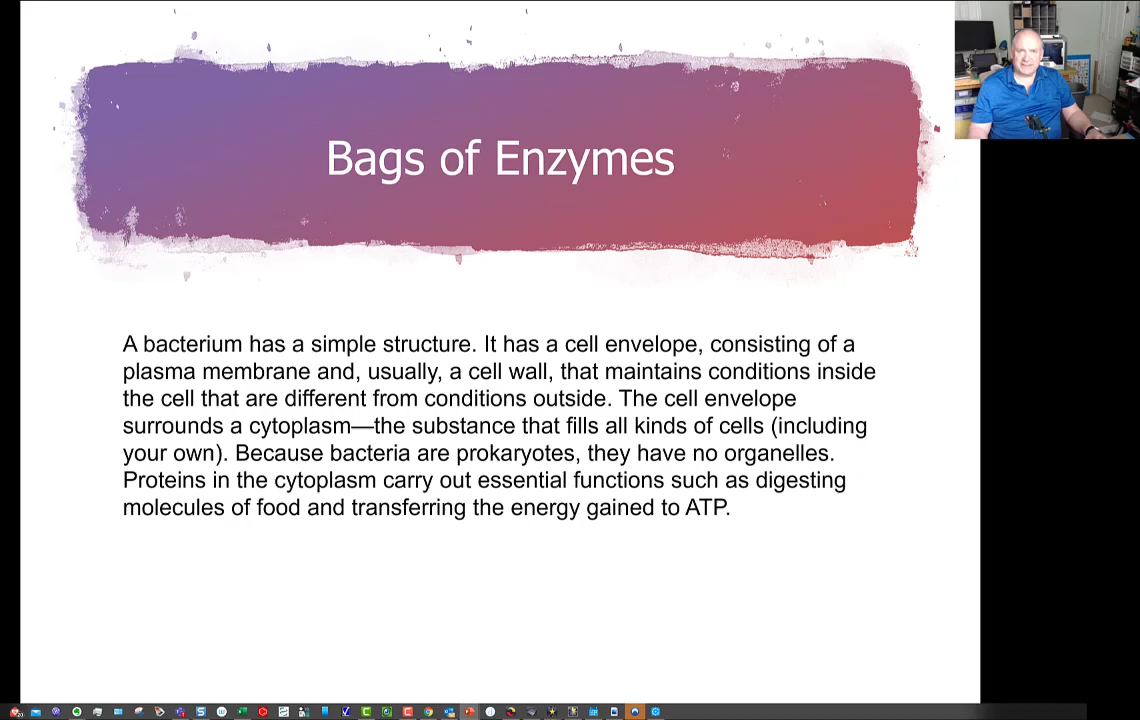 Bags of Enzymes
A bacterium has a simple structure. It has a cell envelope, consisting of a
plasma membrane and, usually, a cell wall, that maintains conditions inside
the cell that are different from conditions outside. The cell envelope
surrounds a cytoplasm—the substance that fills all kinds of cells (including
your own). Because bacteria are prokaryotes, they have no organelles.
Proteins in the cytoplasm carry out essential functions such as digesting
molecules of food and transferring the energy gained to ATP.